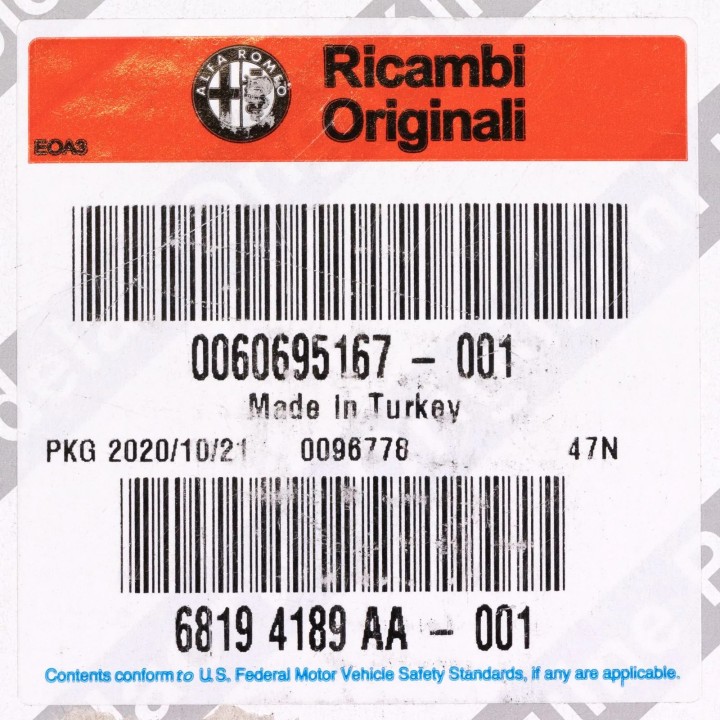 ALFA ROMEO
Ricambi
Originali
EOA3
0060695167 - 001
Made In Turkey
PKG 2020/10/21 0096778 47N
6819 4189 AA - 001
Contents conform to U.S. Federal Motor Vehicle Safety Standards, if any are applicable.